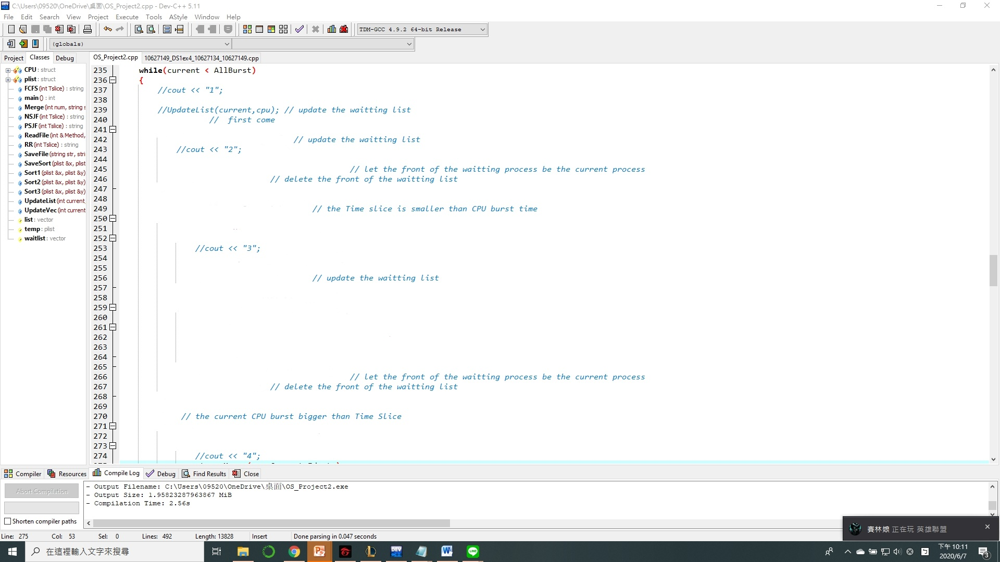 C:\Users\09520\OneDrive\桌面\OS_Project2.cpp - Dev-C++ 5.11
File Edit Search View Project Execute Tools AStyle Window Help
TDM-GCC 4.9.2 64-bit Release
(globals)
Project Classes Debug
OS_Project2.cpp 10627149_DS1ex4_10627134_10627149.cpp
CPU : struct
plist : struct
FCFS (int Tslice) : string
main () : int
Merge (int num, string s
NSJF (int Tslice) : string
PSJF (int Tslice) : string
ReadFile (int & Method,
RR (int Tslice) : string
SaveFile (string str, stri
SaveSort (plist &x, plist
Sort1 (plist &x, plist &y)
Sort2 (plist &x, plist &y)
Sort3 (plist &x, plist &y)
UpdateList (int current
UpdateVec (int current
list : vector
temp : plist
waitlist : vector
235 while(current < AllBurst)
236 {
237 //cout << "1";
238
239 //UpdateList(current,cpu); // update the waitting list
240 // first come
241
242 // update the waitting list
243 //cout << "2";
244
245 // let the front of the waitting process be the current process
246 // delete the front of the waitting list
247
248
249 // the Time slice is smaller than CPU burst time
250
251
252
253 //cout << "3";
254
255
256 // update the waitting list
257
258
259
260
261
262
263
264
265
266 // let the front of the waitting process be the current process
267 // delete the front of the waitting list
268
269
270 // the current CPU burst bigger than Time Slice
271
272
273
274 //cout << "4";
Compiler Resources Compile Log Debug Find Results Close
Abort Compilation
Shorten compiler paths
- Output Filename: C:\Users\09520\OneDrive\桌面\OS_Project2.exe
- Output Size: 1.95823287963867 MiB
- Compilation Time: 2.56s
賽林娘 正在玩 英雄聯盟
Line: 275 Col: 53 Sel: 0 Lines: 492 Length: 13828 Insert Done parsing in 0.047 seconds
在這裡輸入文字來搜尋
下午 10:11
2020/6/7
3